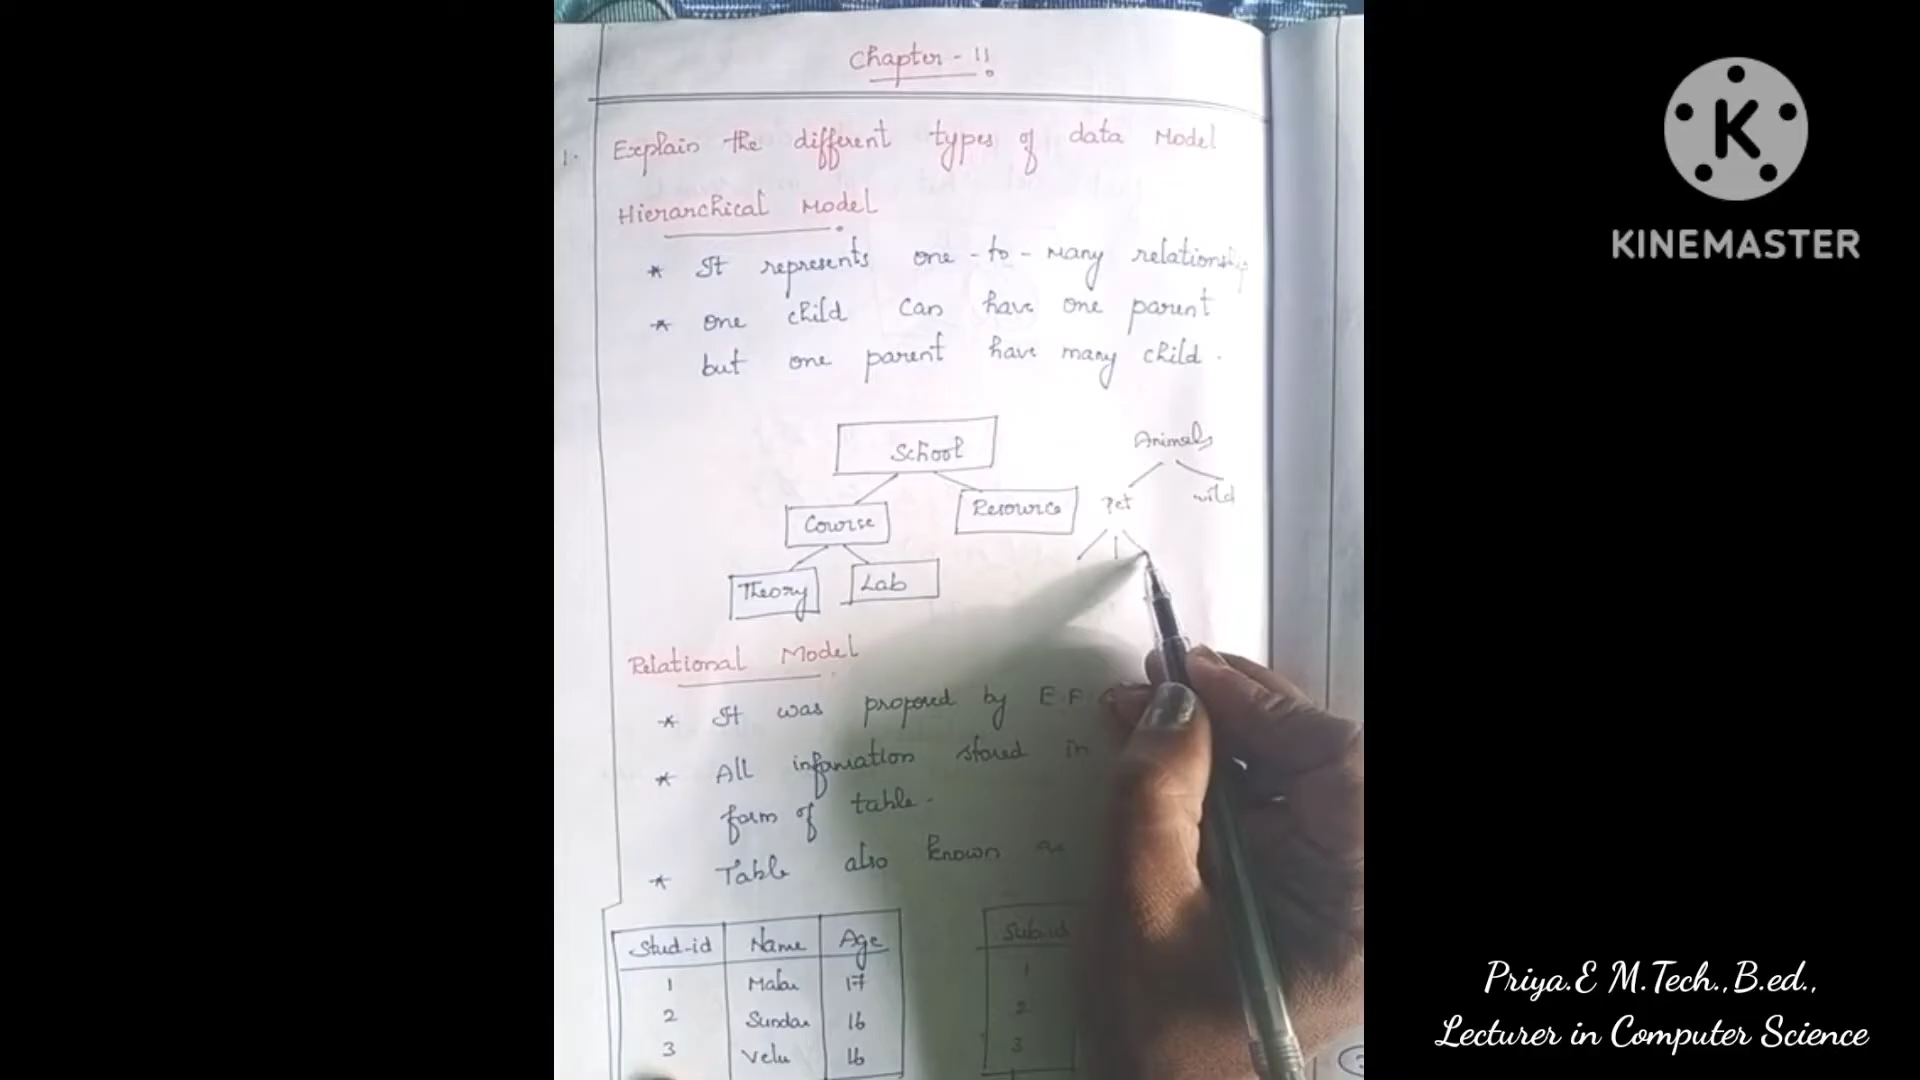 Chapter - 11
1. Explain the different types of data Model
Hierarchical Model
* It represents one - to - Many relationship
* One child can have one parent
but one parent have many child.
School
Course Resource
Theory Lab
Animals
Pet wild
Relational Model
* It was proposed by E.F
* All information stored in
form of table.
* Table also known as
Stud-id Name Age
1 Malar 17
2 Sundar 16
3 Velu 16
Sub-id
1
2
3
K
KINEMASTER
Priya.E M.Tech.,B.ed.,
Lecturer in Computer Science